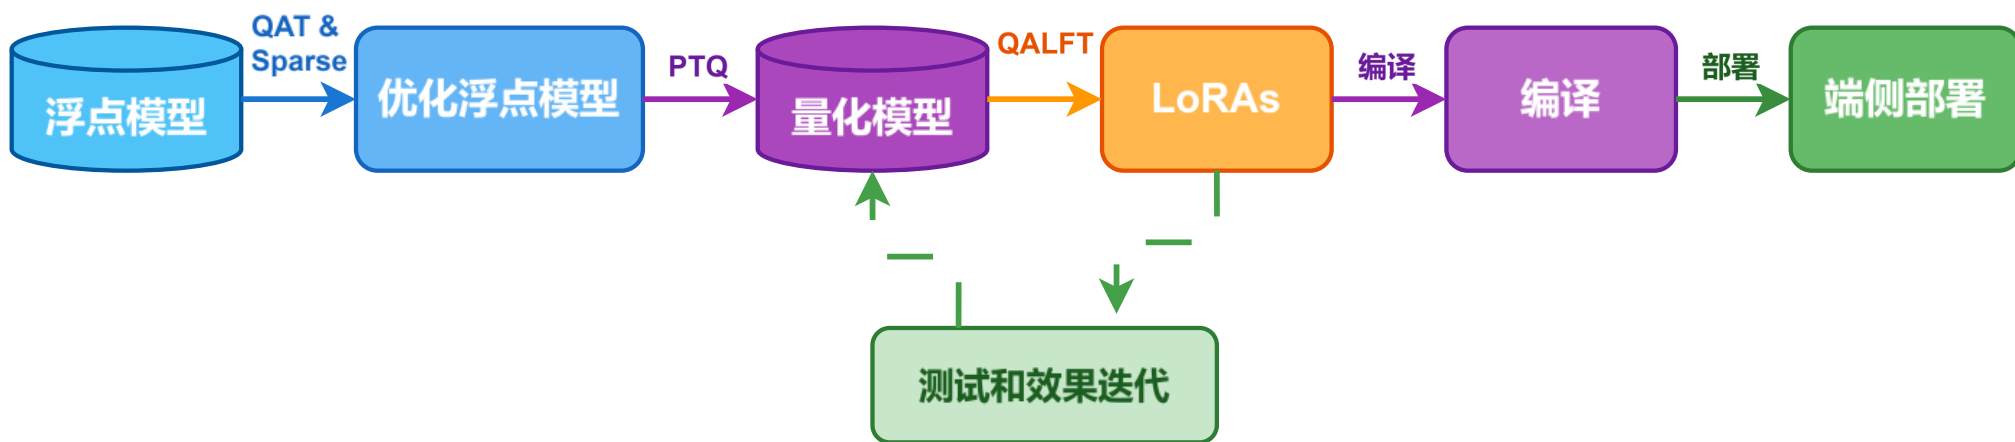 浮点模型
QAT &
Sparse
优化浮点模型
PTQ
量化模型
QALFT
LoRAs
编译
编译
部署
端侧部署
测试和效果迭代